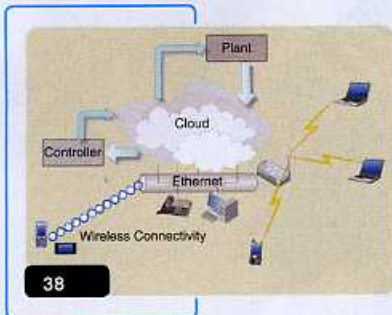 Plant
Cloud
Controller
Ethernet
Wireless Connectivity
38